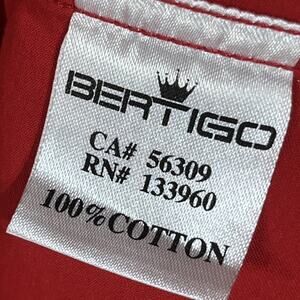 BERTIGO
CA# 56309
RN# 133960
100% COTTON